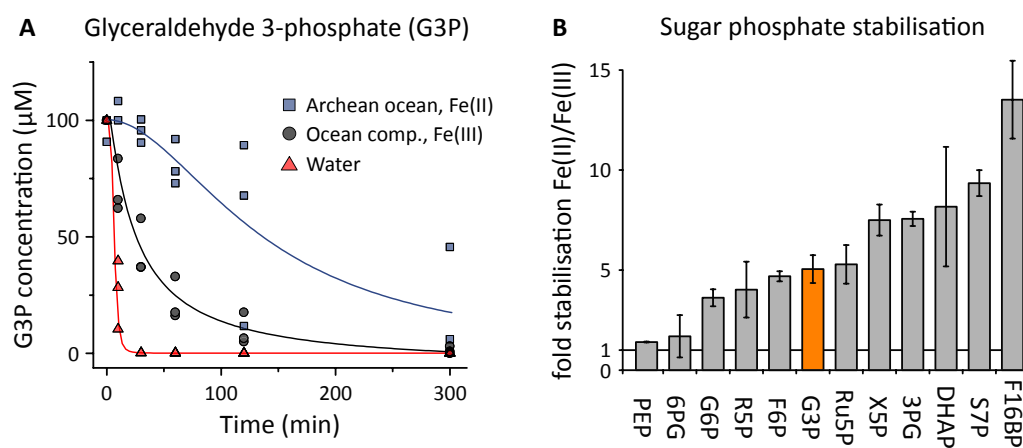 A Glyceraldehyde 3-phosphate (G3P)
G3P concentration (µM)
100
50
0
Archean ocean, Fe(II)
Ocean comp., Fe(III)
Water
0 100 200 300
Time (min)
B Sugar phosphate stabilisation
fold stabilisation Fe(II)/Fe(III)
15
10
5
1
0
PEP
6PG
G6P
R5P
F6P
G3P
Ru5P
X5P
3PG
DHAP
S7P
F16BP